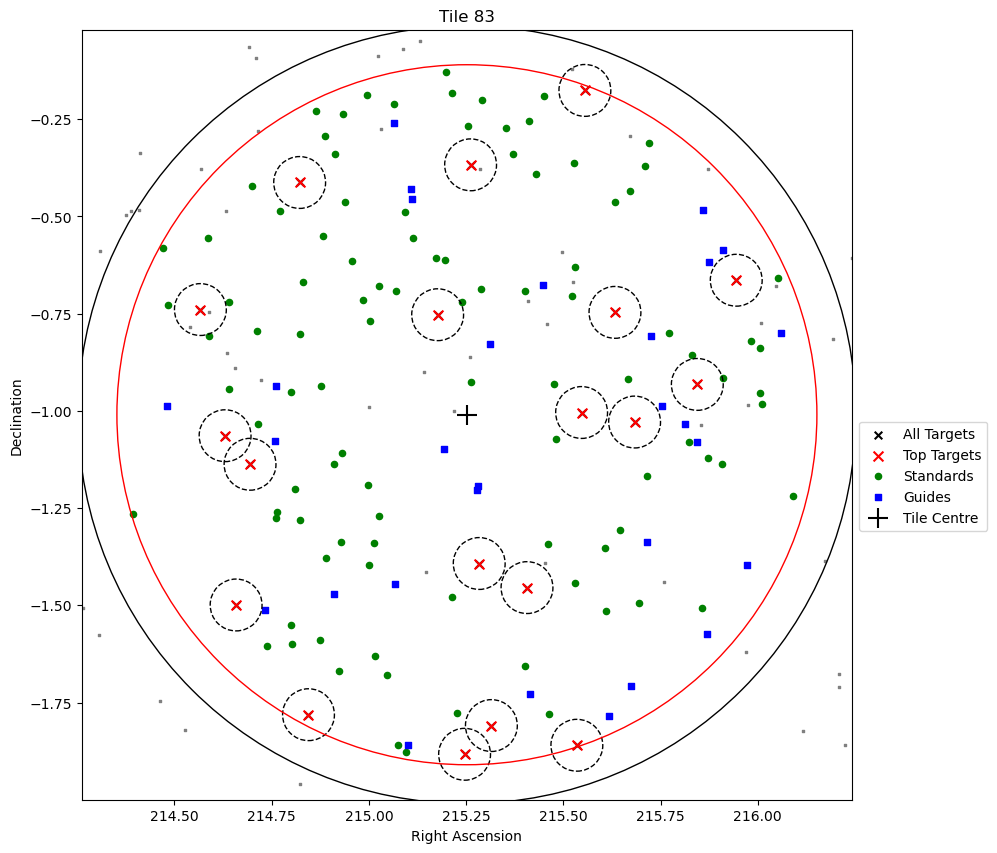 Tile 83
−0.25
−0.50
−0.75
−1.00
−1.25
−1.50
−1.75
Declination
214.50 214.75 215.00 215.25 215.50 215.75 216.00
Right Ascension
All Targets
Top Targets
Standards
Guides
Tile Centre